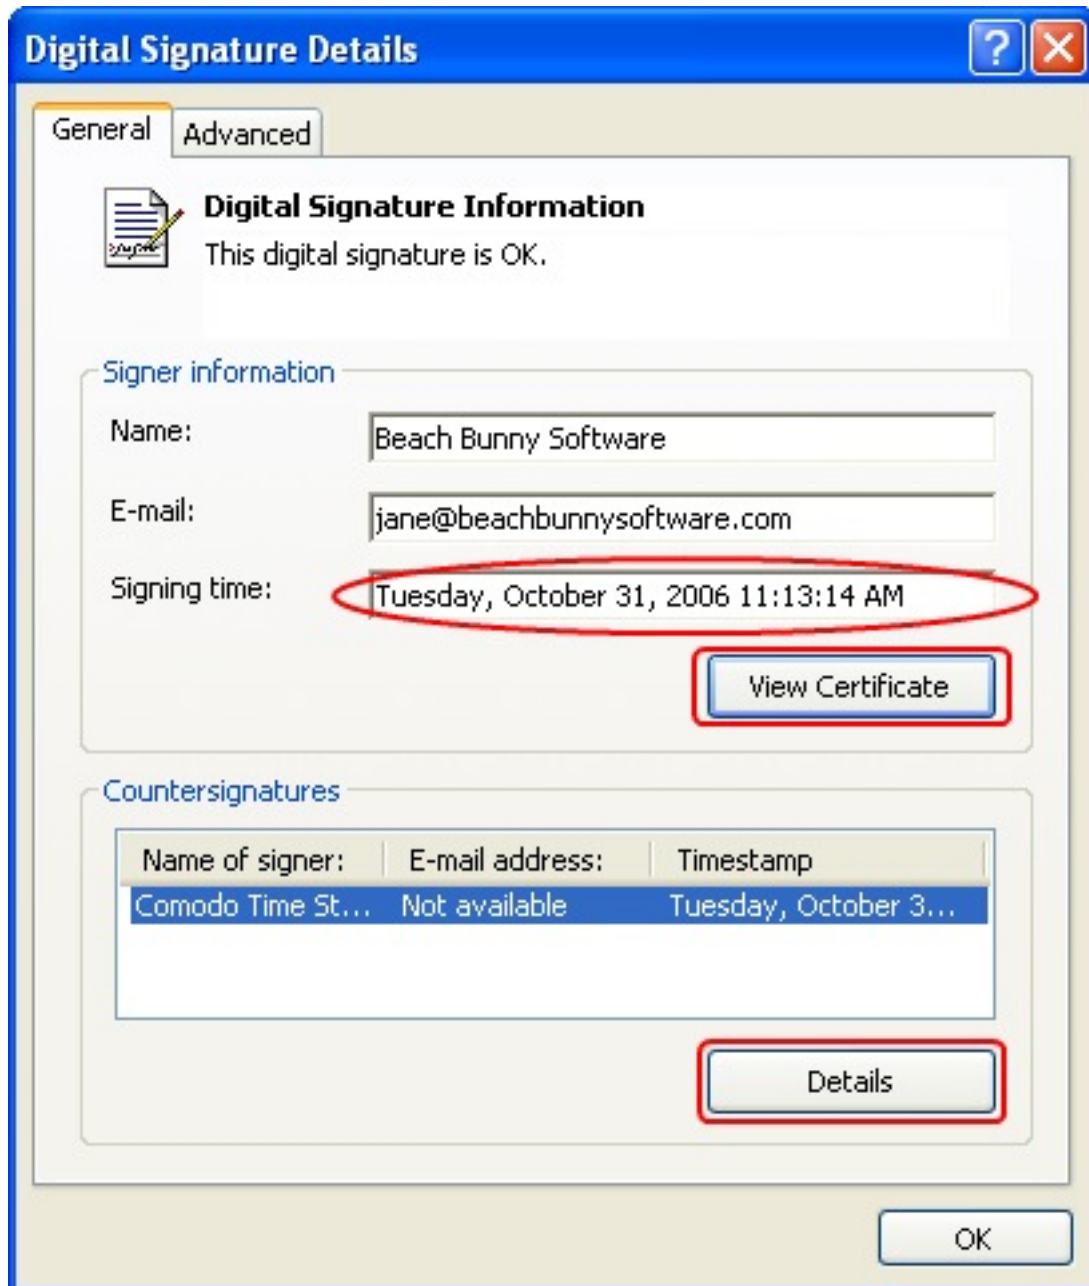 Digital Signature Details
General
Advanced
Digital Signature Information
This digital signature is OK.
Signer information
Name:
Beach Bunny Software
E-mail:
jane@beachbunnysoftware.com
Signing time:
Tuesday, October 31, 2006 11:13:14 AM
View Certificate
Countersignatures
Name of signer: E-mail address: Timestamp
Comodo Time St... Not available Tuesday, October 3...
Details
OK